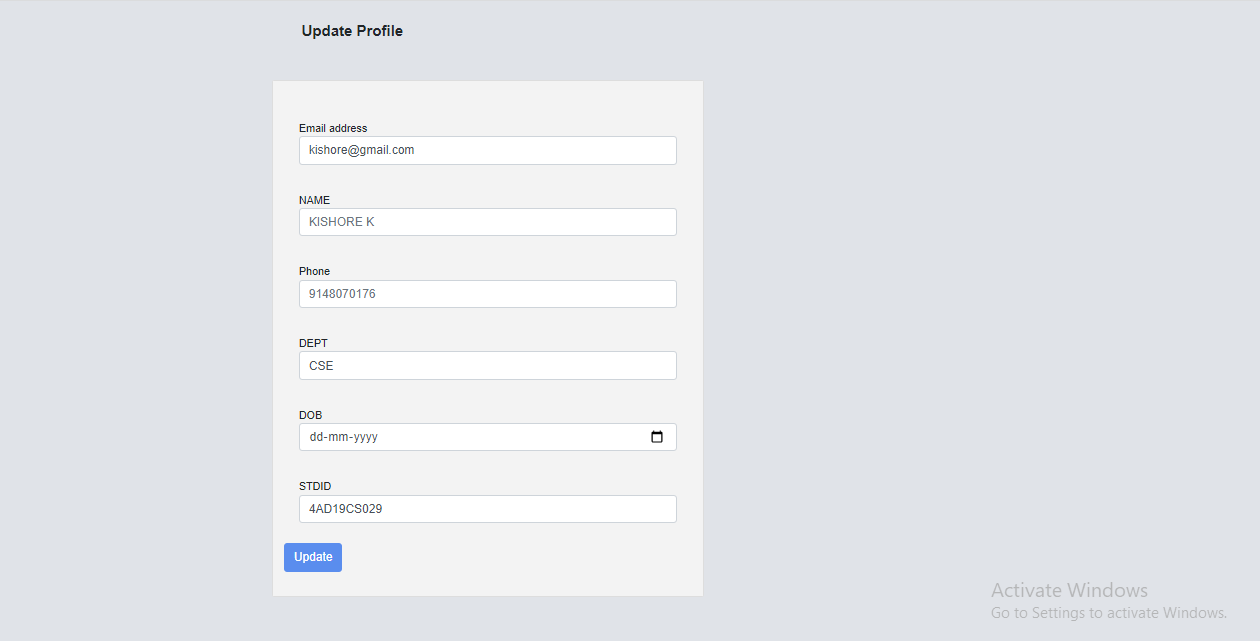 Update Profile
Email address
kishore@gmail.com
NAME
KISHORE K
Phone
9148070176
DEPT
CSE
DOB
dd-mm-yyyy
STDID
4AD19CS029
Update
Activate Windows
Go to Settings to activate Windows.